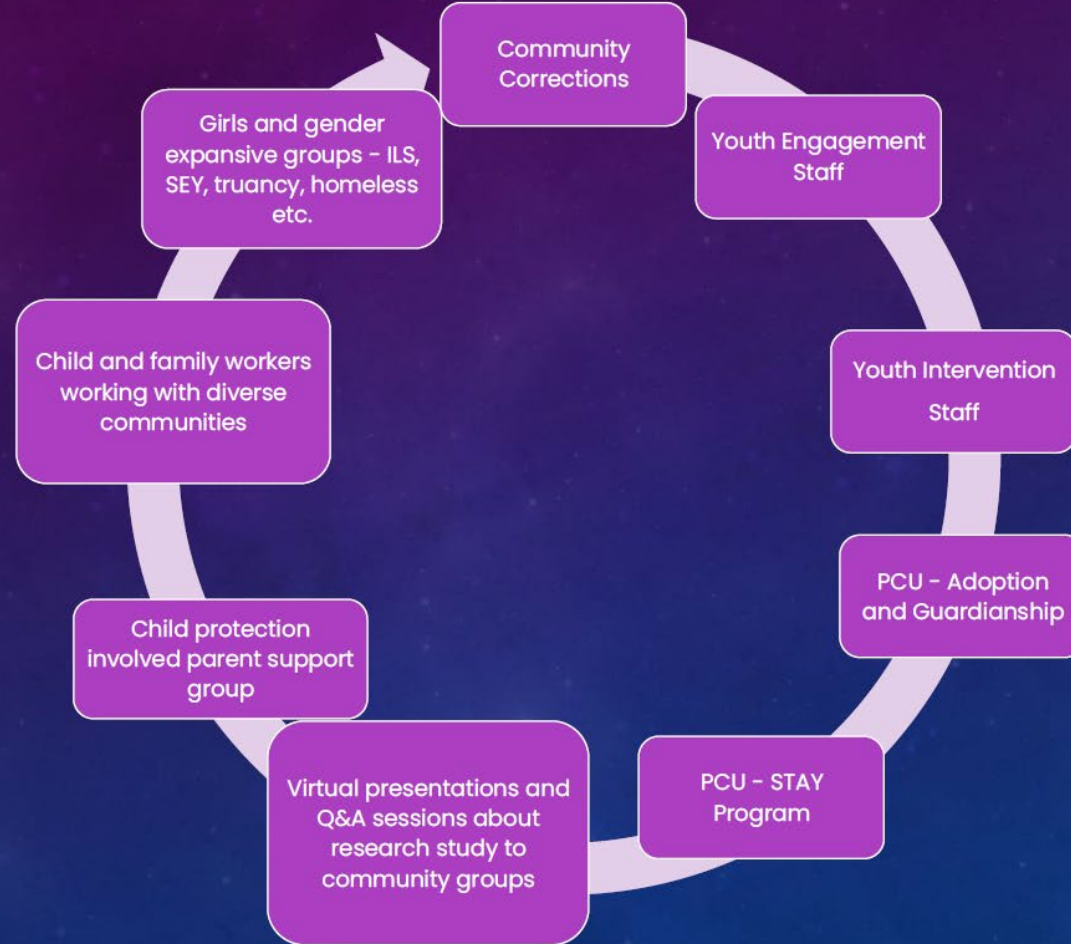 Community
Corrections
Youth Engagement
Staff
Youth Intervention
Staff
PCU - Adoption
and Guardianship
PCU - STAY
Program
Virtual presentations and
Q&A sessions about
research study to
community groups
Child protection
involved parent support
group
Child and family workers
working with diverse
communities
Girls and gender
expansive groups - ILS,
SEY, truancy, homeless
etc.